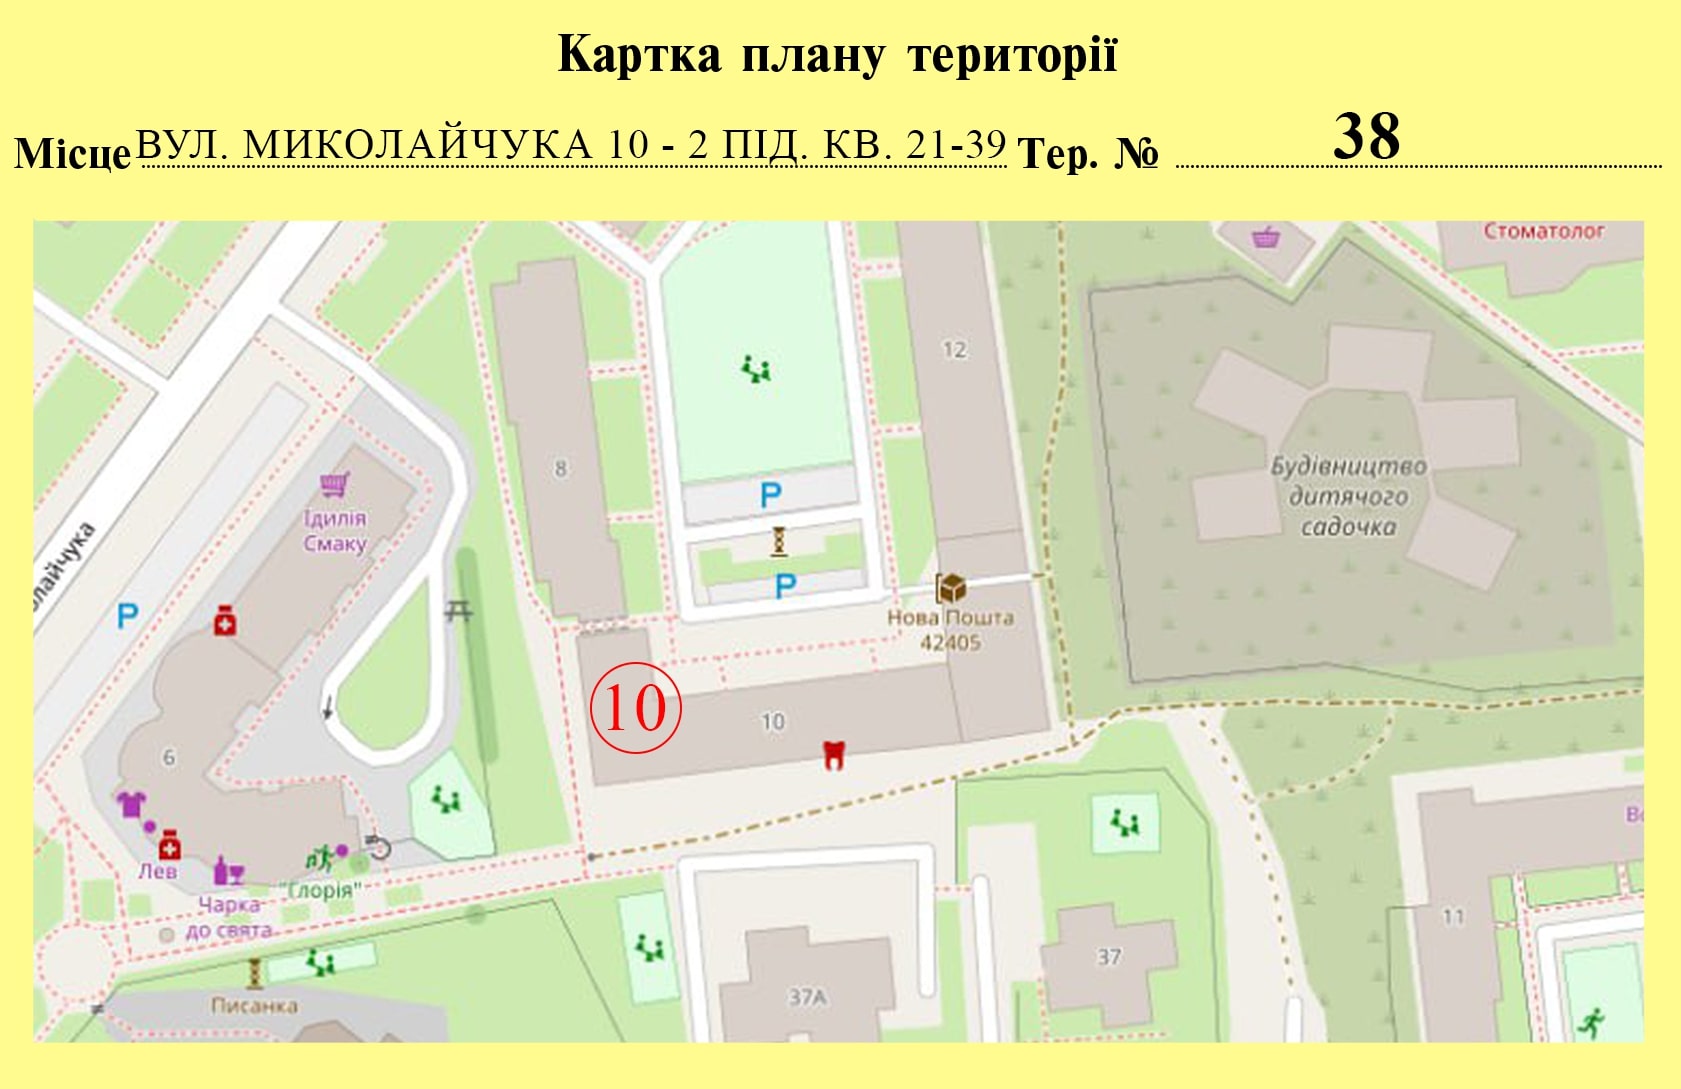 Картка плану території
Місце ВУЛ. МИКОЛАЙЧУКА 10 - 2 ПІД. КВ. 21-39 Тер. № 38
Стоматолог
12
8
Будівництво
дитячого
садочка
P
Ідилія
Смаку
олайчука
P
P
Нова Пошта
42405
10
10
6
Лев
"Глорія"
Чарка
до свята
Писанка
37А
37
11
Во